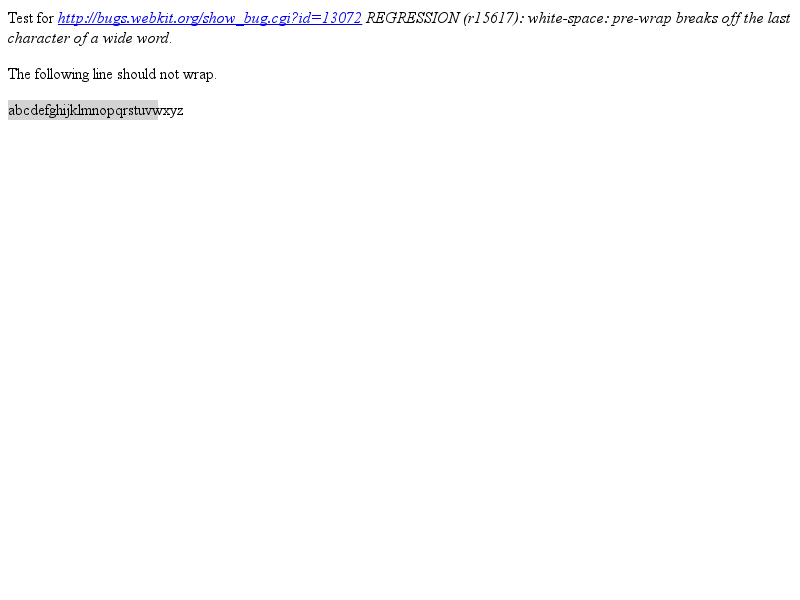 Test for http://bugs.webkit.org/show_bug.cgi?id=13072 REGRESSION (r15617): white-space: pre-wrap breaks off the last
character of a wide word.
The following line should not wrap.
abcdefghijklmnopqrstuvwxyz